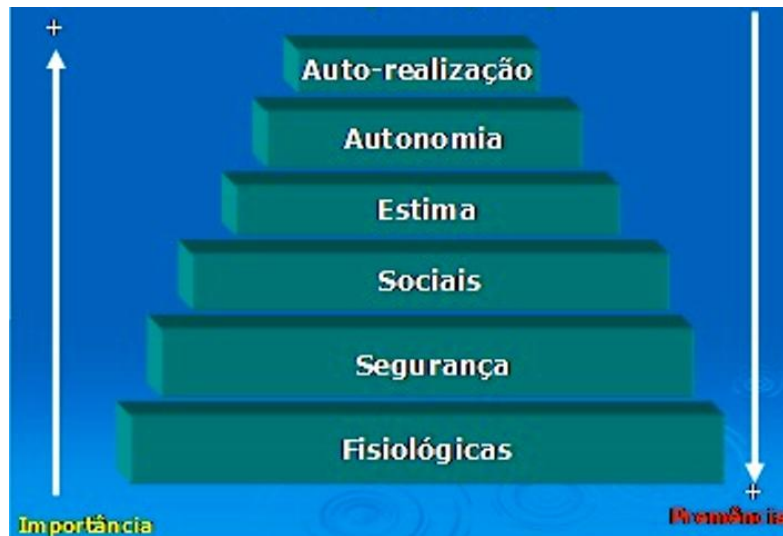 +
Auto-realização
Autonomia
Estima
Sociais
Segurança
Fisiológicas
+
Importância